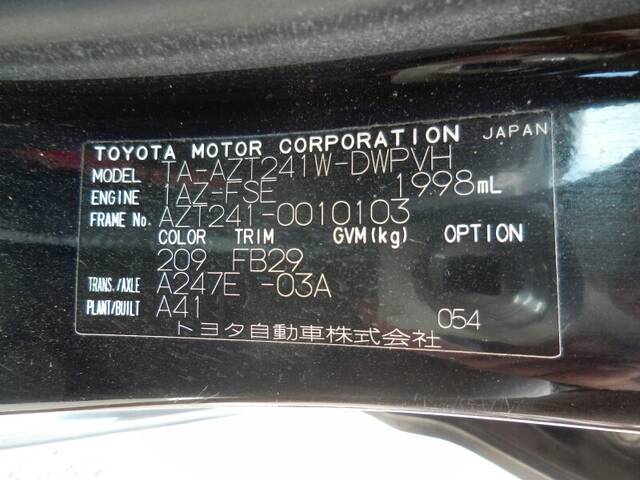 TOYOTA MOTOR CORPORATION JAPAN
MODEL TA-AZT241W-DWPVH
ENGINE 1AZ-FSE 1998mL
FRAME No. AZT241-0010103
COLOR TRIM GVM(kg) OPTION
209 FB29
TRANS./AXLE A247E -03A
PLANT/BUILT A41 054
トヨタ自動車株式会社